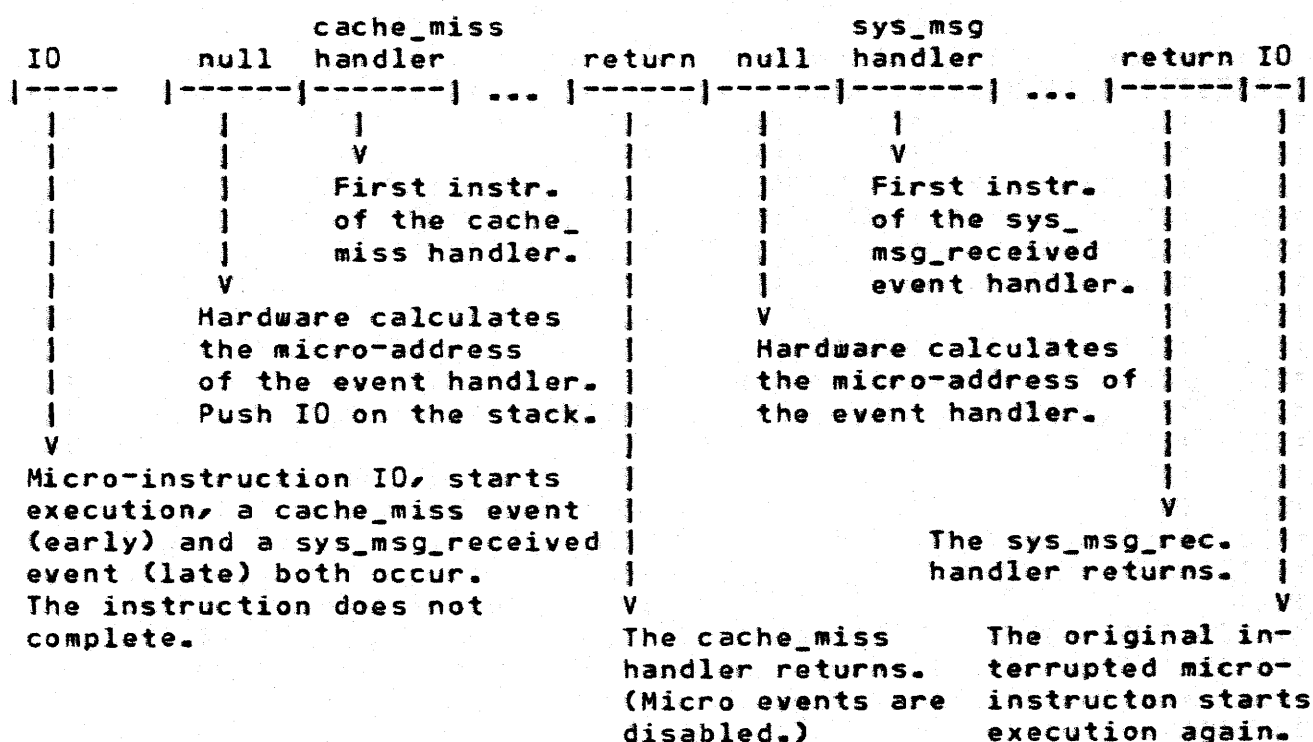 cache_miss sys_msg
IO null handler return null handler return IO
|----- |------|-------| ... |------|------|-------| ... |------|--|
First instr. First instr.
of the cache_ of the sys_
miss handler. msg_received
event handler.
Hardware calculates
the micro-address Hardware calculates
of the event handler. the micro-address of
Push IO on the stack. the event handler.
Micro-instruction IO, starts
execution, a cache_miss event
(early) and a sys_msg_received The sys_msg_rec.
event (late) both occur. handler returns.
The instruction does not
complete. The cache_miss The original in-
handler returns. terrupted micro-
(Micro events are instructon starts
disabled.) execution again.